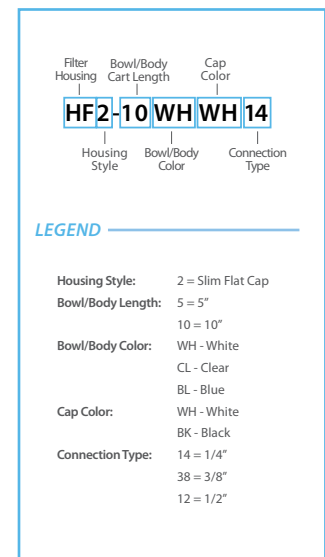 Filter Housing
Bowl/Body Cart Length
Cap Color
HF2-10WHWH14
Housing Style
Bowl/Body Color
Connection Type
LEGEND
Housing Style: 2 = Slim Flat Cap
Bowl/Body Length: 5 = 5"
10 = 10"
Bowl/Body Color: WH - White
CL - Clear
BL - Blue
Cap Color: WH - White
BK - Black
Connection Type: 14 = 1/4"
38 = 3/8"
12 = 1/2"